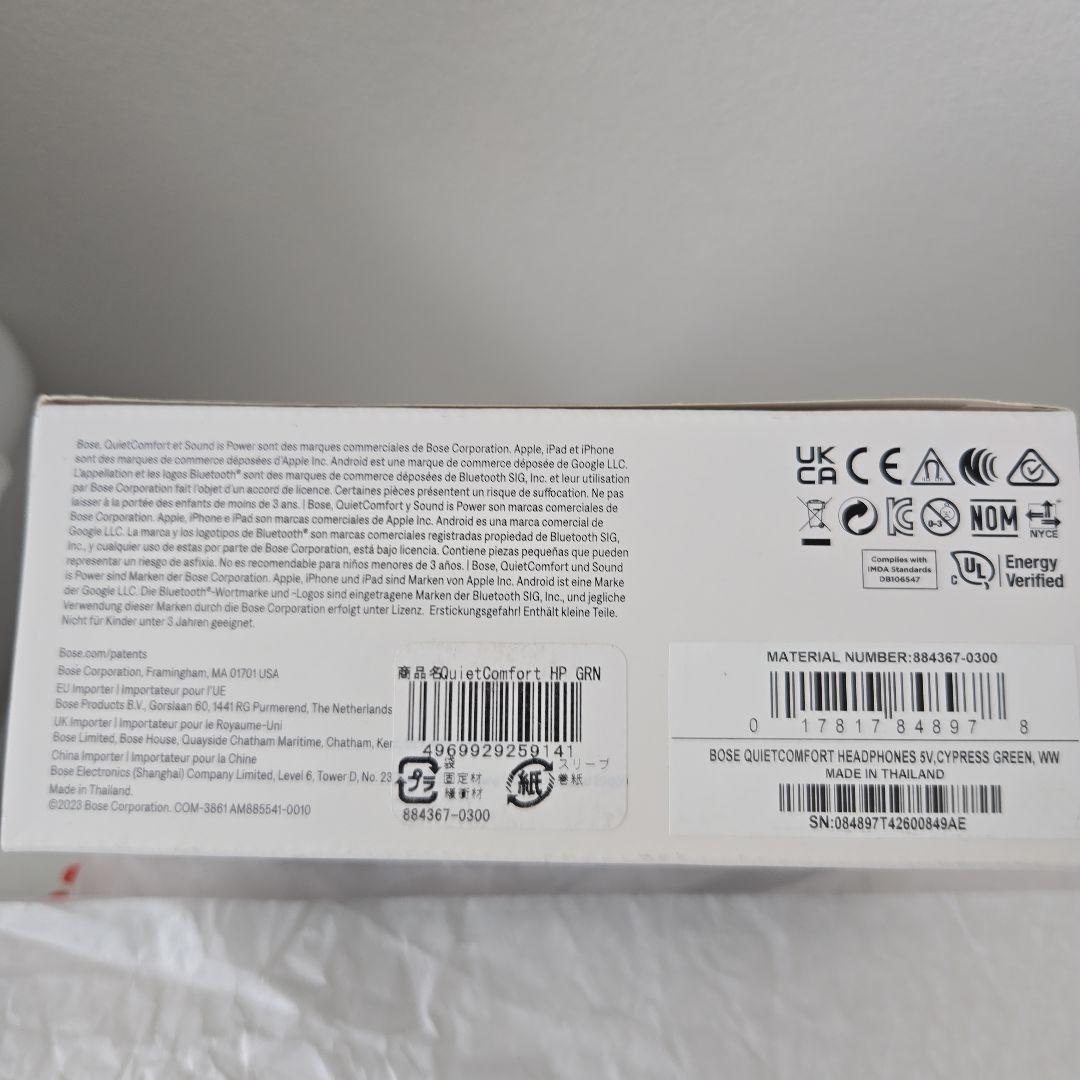 Bose, QuietComfort et Sound is Power sont des marques commerciales de Bose Corporation. Apple, iPad et iPhone
sont des marques de commerce déposées d'Apple Inc. Android est une marque de commerce déposée de Google LLC.
L'appellation et les logos Bluetooth® sont des marques de commerce déposées de Bluetooth SIG, Inc. et leur utilisation
par Bose Corporation fait l'objet d'un accord de licence. Certaines pièces présentent un risque de suffocation. Ne pas
laisser à la portée des enfants de moins de 3 ans. | Bose, QuietComfort y Sound is Power son marcas comerciales de
Bose Corporation. Apple, iPhone e iPad son marcas comerciales de Apple Inc. Android es una marca comercial de
Google LLC. La marca y los logotipos de Bluetooth® son marcas comerciales registradas propiedad de Bluetooth SIG,
Inc., y cualquier uso de estas por parte de Bose Corporation, está bajo licencia. Contiene piezas pequeñas que pueden
representar un riesgo de asfixia. No es recomendable para niños menores de 3 años. | Bose, QuietComfort und Sound
is Power sind Marken der Bose Corporation. Apple, iPhone und iPad sind Marken von Apple Inc. Android ist eine Marke
der Google LLC. Die Bluetooth®-Wortmarke und -Logos sind eingetragene Marken der Bluetooth SIG, Inc., und jegliche
Verwendung dieser Marken durch die Bose Corporation erfolgt unter Lizenz. Erstickungsgefahr! Enthält kleine Teile.
Nicht für Kinder unter 3 Jahren geeignet.
Bose.com/patents
Bose Corporation, Framingham, MA 01701 USA
EU Importer | Importateur pour l'UE
Bose Products B.V., Gorslaan 60, 1441 RG Purmerend, The Netherlands
UK Importer | Importateur pour le Royaume-Uni
Bose Limited, Bose House, Quayside Chatham Maritime, Chatham, Ker
China Importer | Importateur pour la Chine
Bose Electronics (Shanghai) Company Limited, Level 6, Tower D, No. 23
Made in Thailand.
©2023 Bose Corporation. COM-3861 AM885541-0010
商品名QuietComfort HP GRN
4969929259141
プラ
袋
固定材
緩衝材
紙
スリーブ
巻紙
884367-0300
UK
CA
CE
0-3
NOM
NYCE
Complies with
IMDA Standards
DB106547
C UL
Energy
Verified
MATERIAL NUMBER:884367-0300
0 17817 84897 8
BOSE QUIETCOMFORT HEADPHONES 5V,CYPRESS GREEN, WW
MADE IN THAILAND
SN:084897T42600849AE